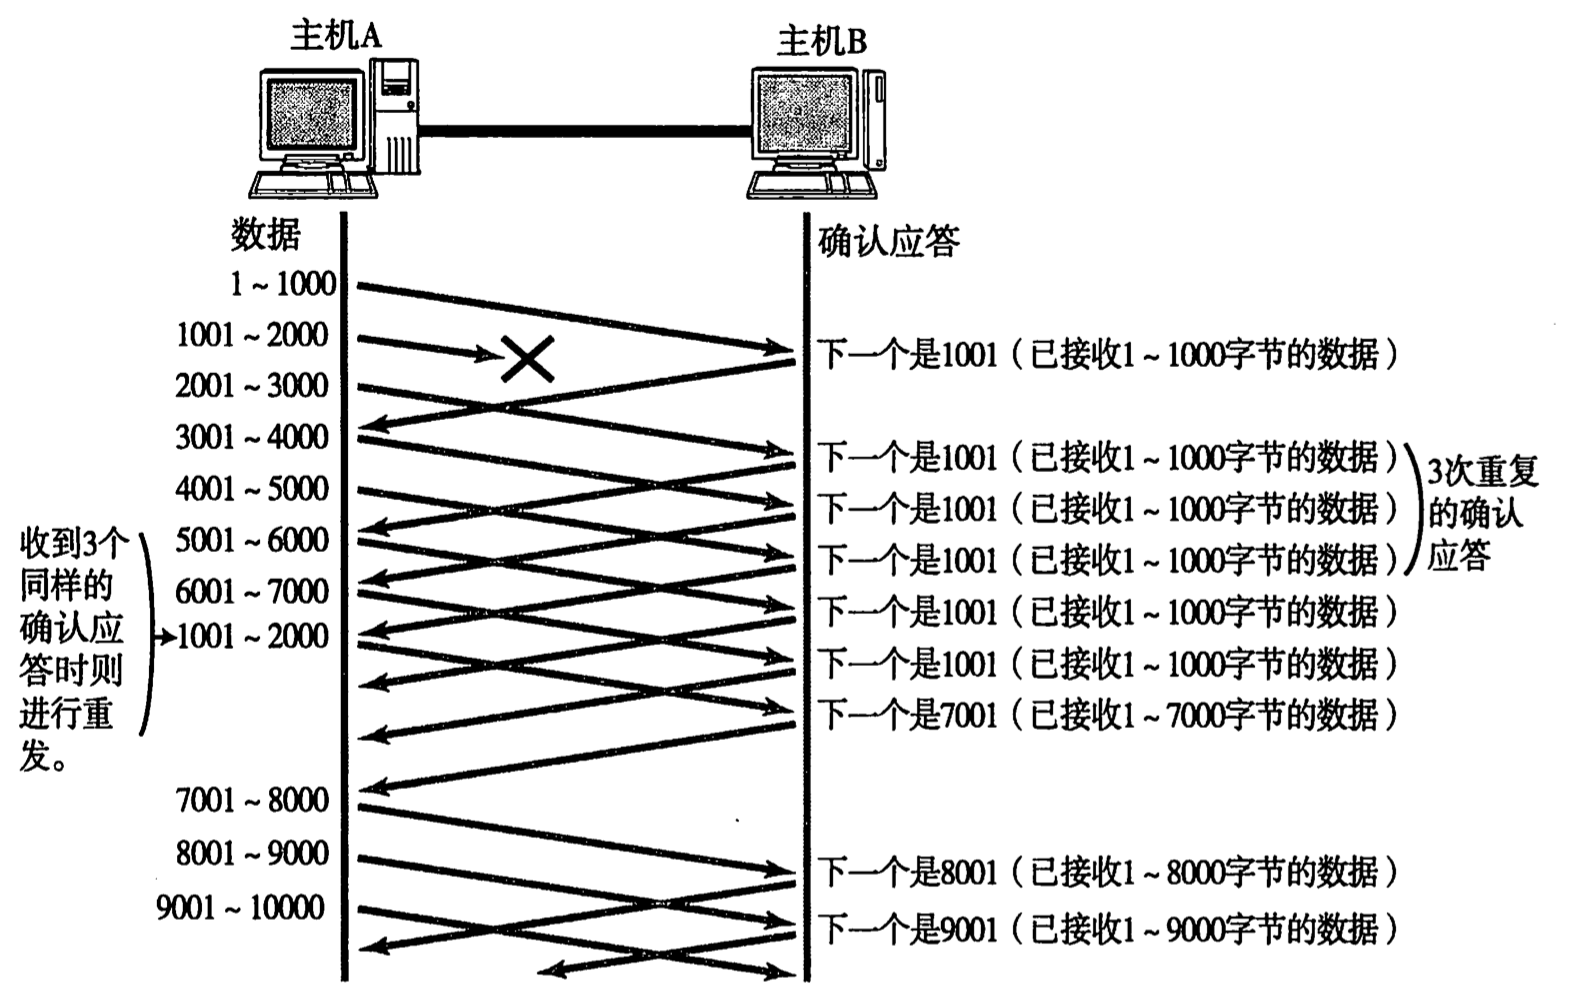 主机A
主机B
数据
确认应答
1～1000
1001～2000
下一个是1001（已接收1～1000字节的数据）
2001～3000
3001～4000
下一个是1001（已接收1～1000字节的数据）
3次重复
的确认
应答
4001～5000
下一个是1001（已接收1～1000字节的数据）
5001～6000
下一个是1001（已接收1～1000字节的数据）
收到3个
同样的
确认应
答时则
进行重
发。
6001～7000
下一个是1001（已接收1～1000字节的数据）
1001～2000
下一个是1001（已接收1～1000字节的数据）
下一个是7001（已接收1～7000字节的数据）
7001～8000
8001～9000
下一个是8001（已接收1～8000字节的数据）
9001～10000
下一个是9001（已接收1～9000字节的数据）